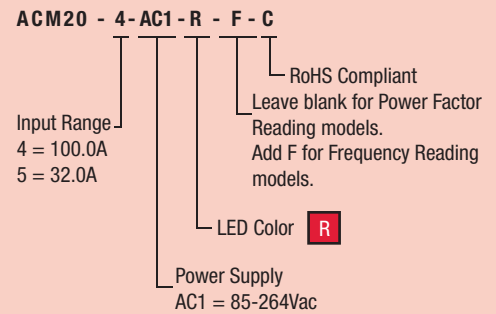 ACM20 - 4- AC1 - R - F - C
RoHS Compliant
Leave blank for Power Factor
Reading models.
Add F for Frequency Reading
models.
Input Range
4 = 100.0A
5 = 32.0A
LED Color R
Power Supply
AC1 = 85-264Vac